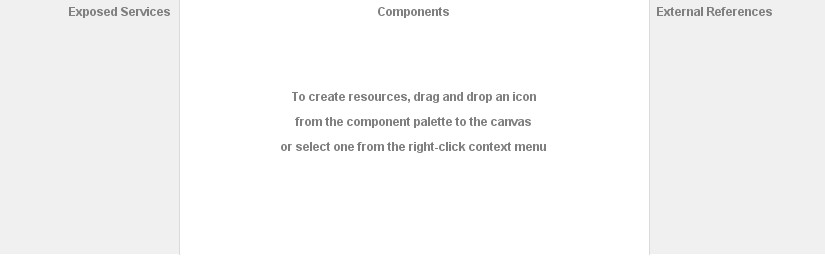 Exposed Services
Components
External References
To create resources, drag and drop an icon
from the component palette to the canvas
or select one from the right-click context menu